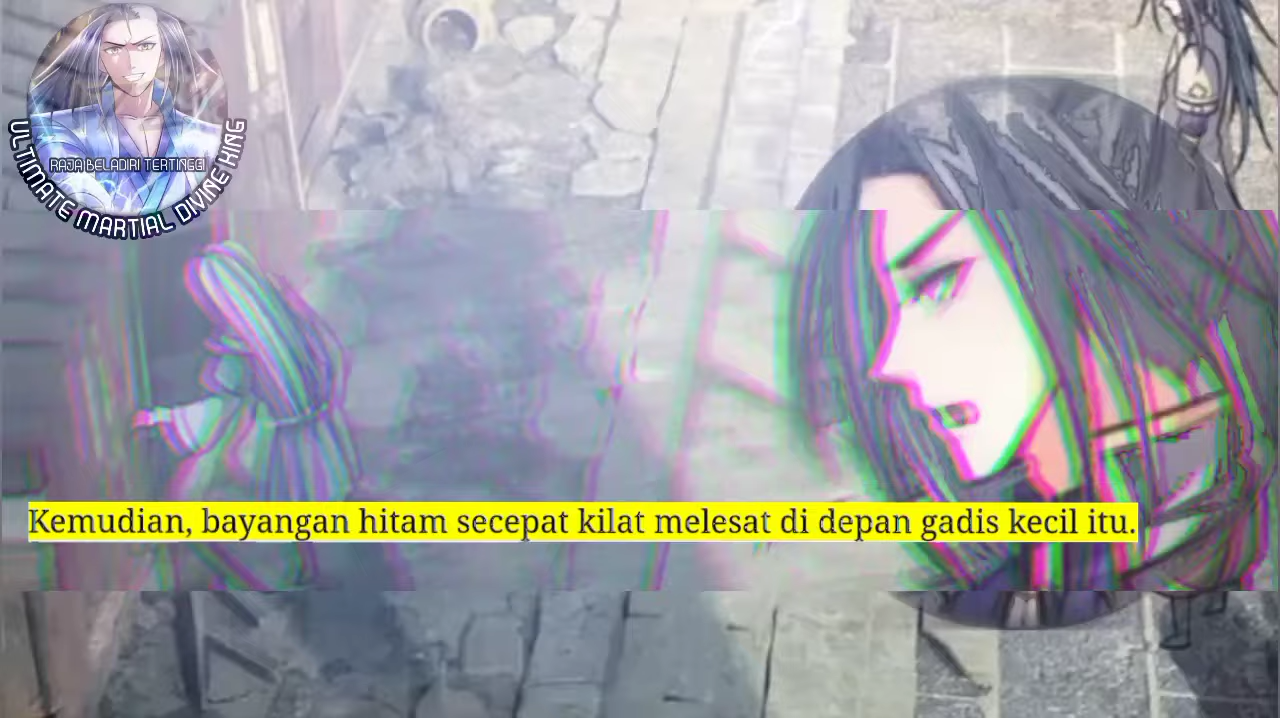 RAJA BELADIRI TERTINGGI
ULTIMATE MARTIAL DIVINE KING
Kemudian, bayangan hitam secepat kilat melesat di depan gadis kecil itu.